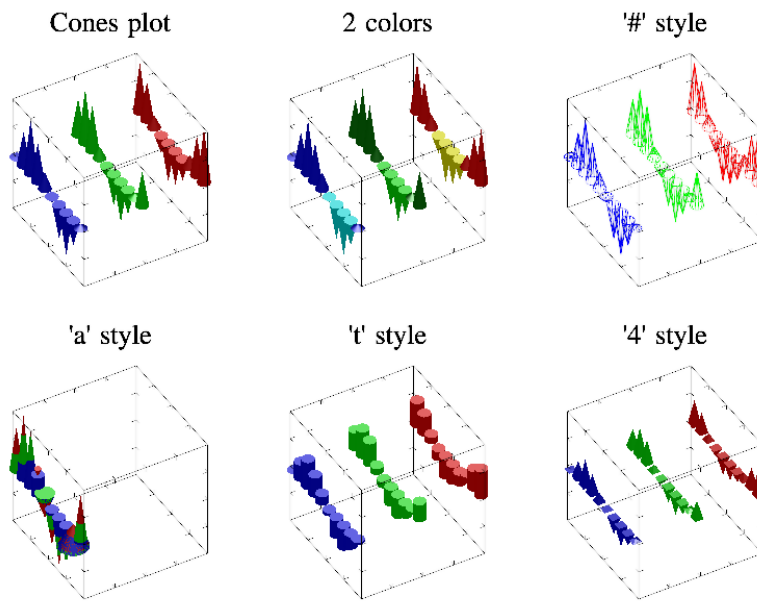 Cones plot
2 colors
'#' style
'a' style
't' style
'4' style